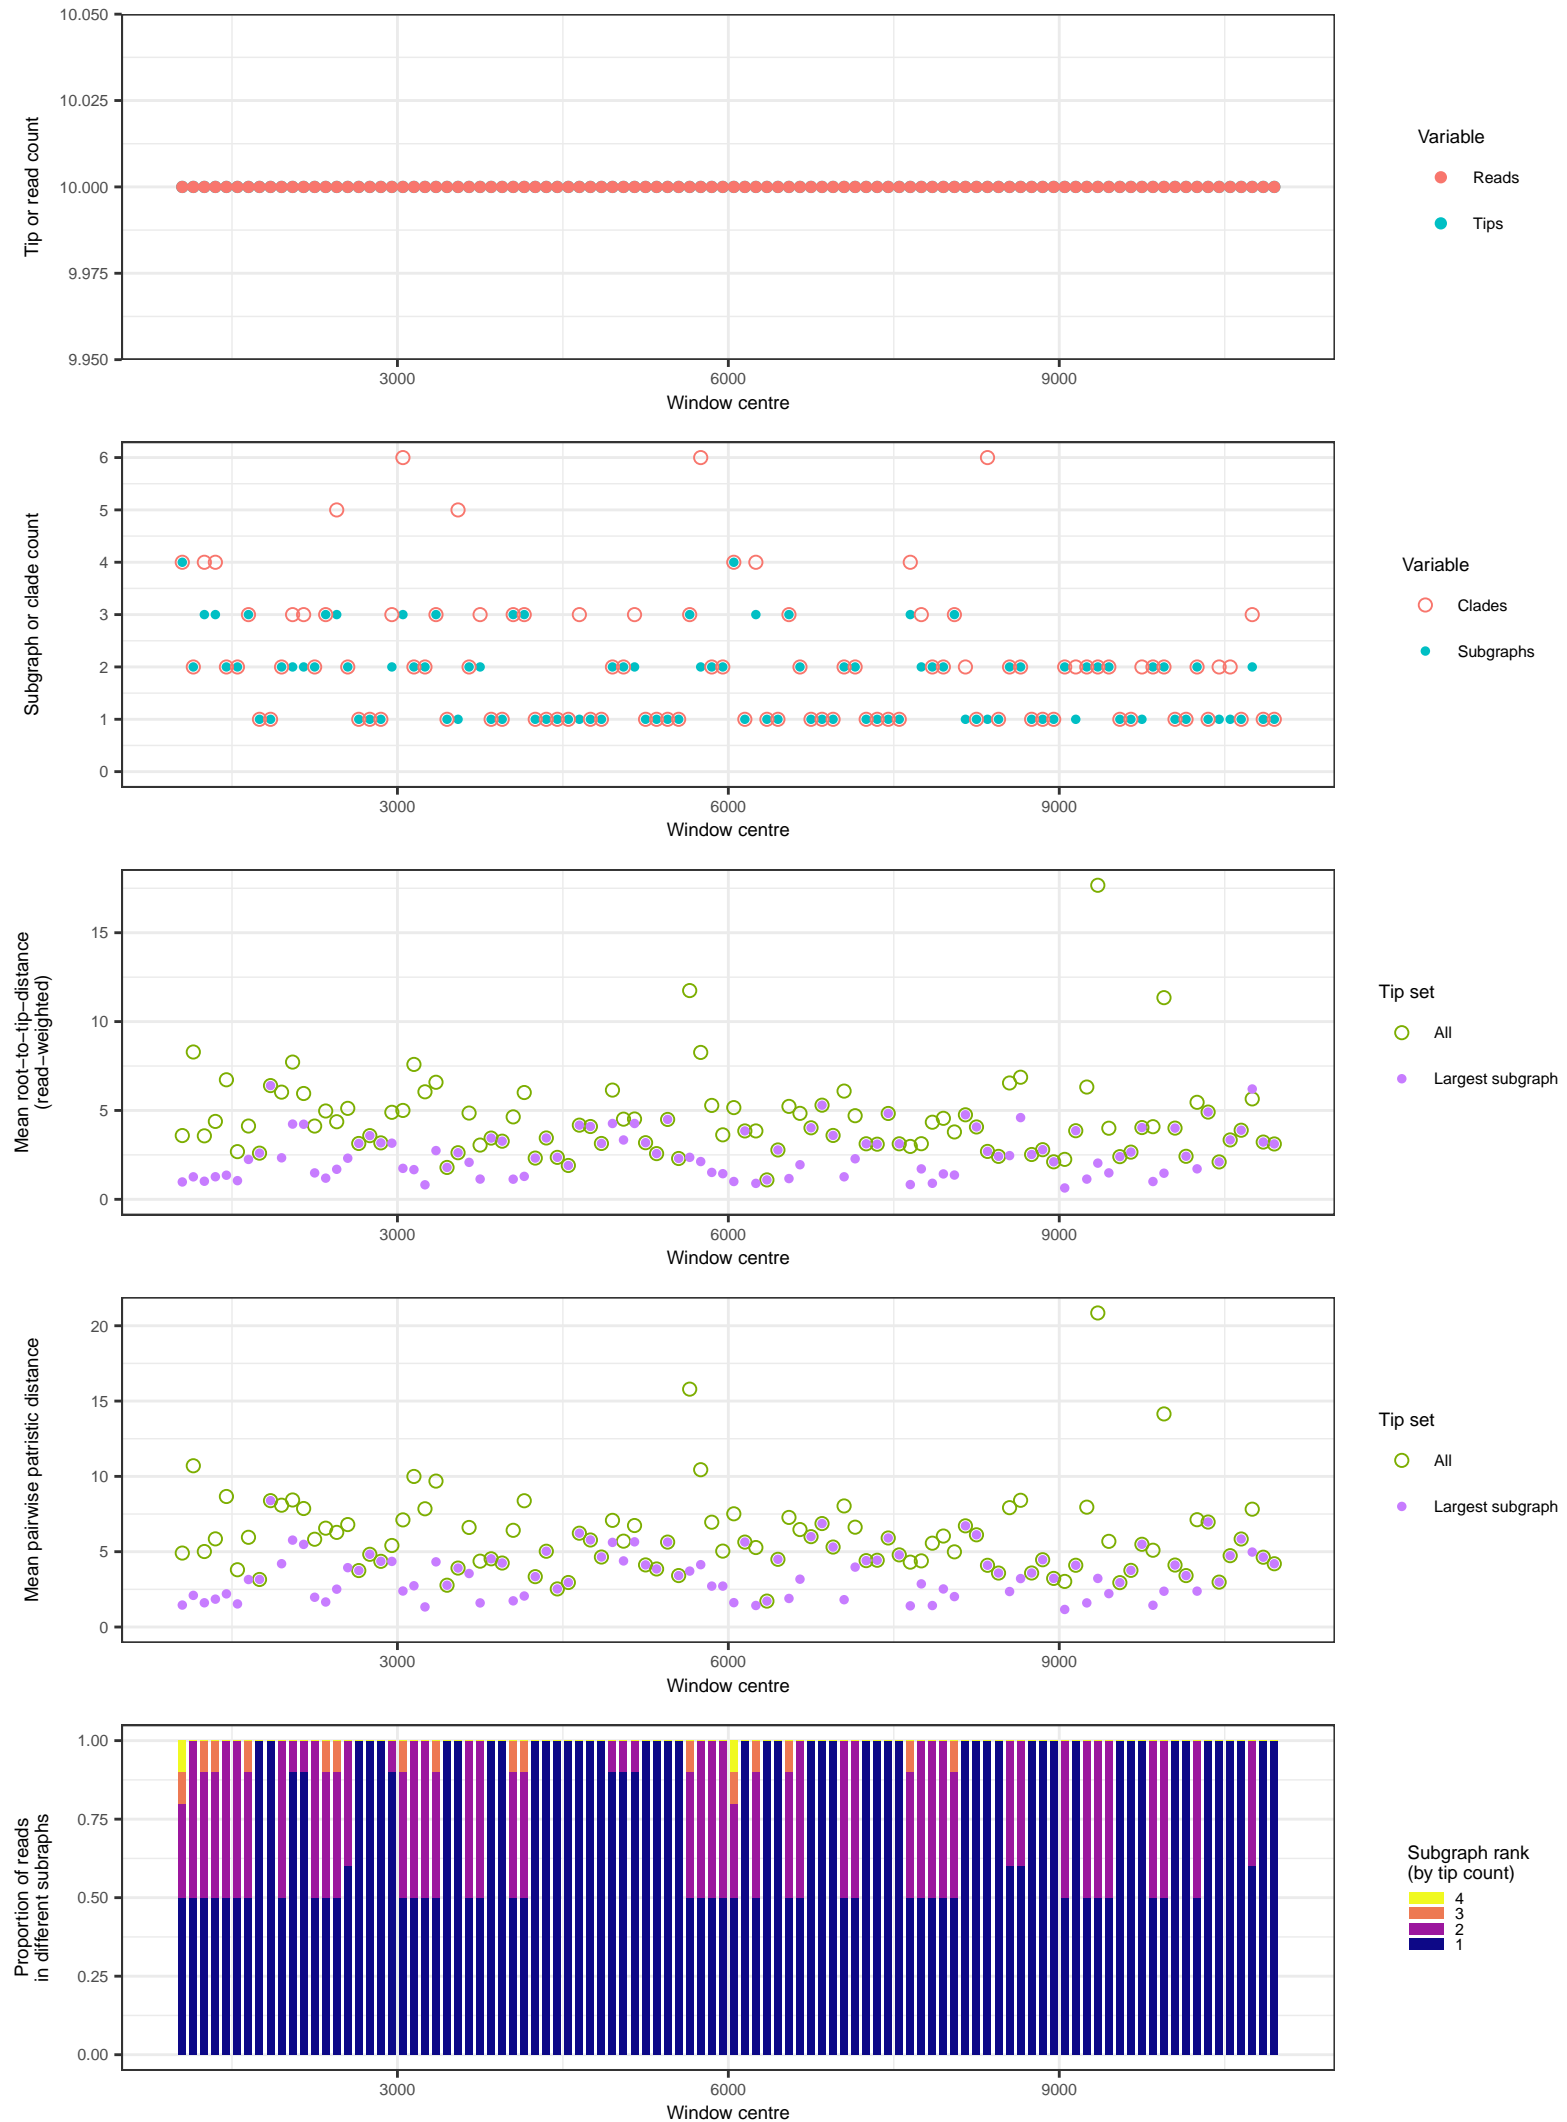 10.050
10.025
10.000
9.975
9.950
Tip or read count
3000
6000
9000
Window centre
Variable
Reads
Tips
6
5
4
3
2
1
0
Subgraph or clade count
3000
6000
9000
Window centre
Variable
Clades
Subgraphs
15
10
5
0
Mean root−to−tip−distance
(read−weighted)
3000
6000
9000
Window centre
Tip set
All
Largest subgraph
20
15
10
5
0
Mean pairwise patristic distance
3000
6000
9000
Window centre
Tip set
All
Largest subgraph
1.00
0.75
0.50
0.25
0.00
Proportion of reads
in different subraphs
3000
6000
9000
Window centre
Subgraph rank
(by tip count)
4
3
2
1